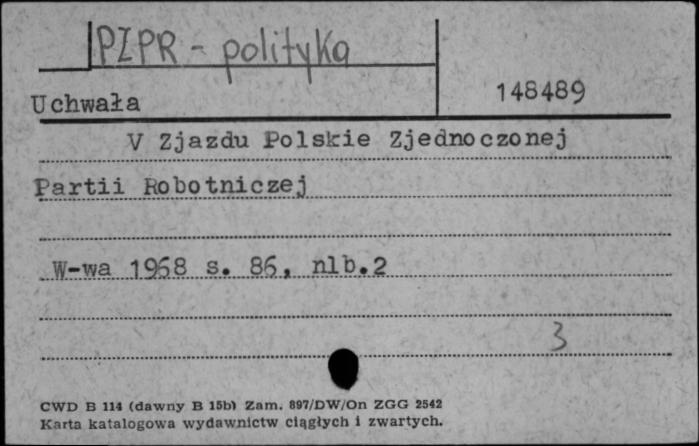 PZPR - polityka
148489
Uchwała
V Zjazdu Polskie Zjednoczonej
Partii Robotniczej
W-wa 1968 s. 86, nlb.2
3
CWD B 114 (dawny B 15b) Zam. 897/DW/On ZGG 2542
Karta katalogowa wydawnictw ciągłych i zwartych.